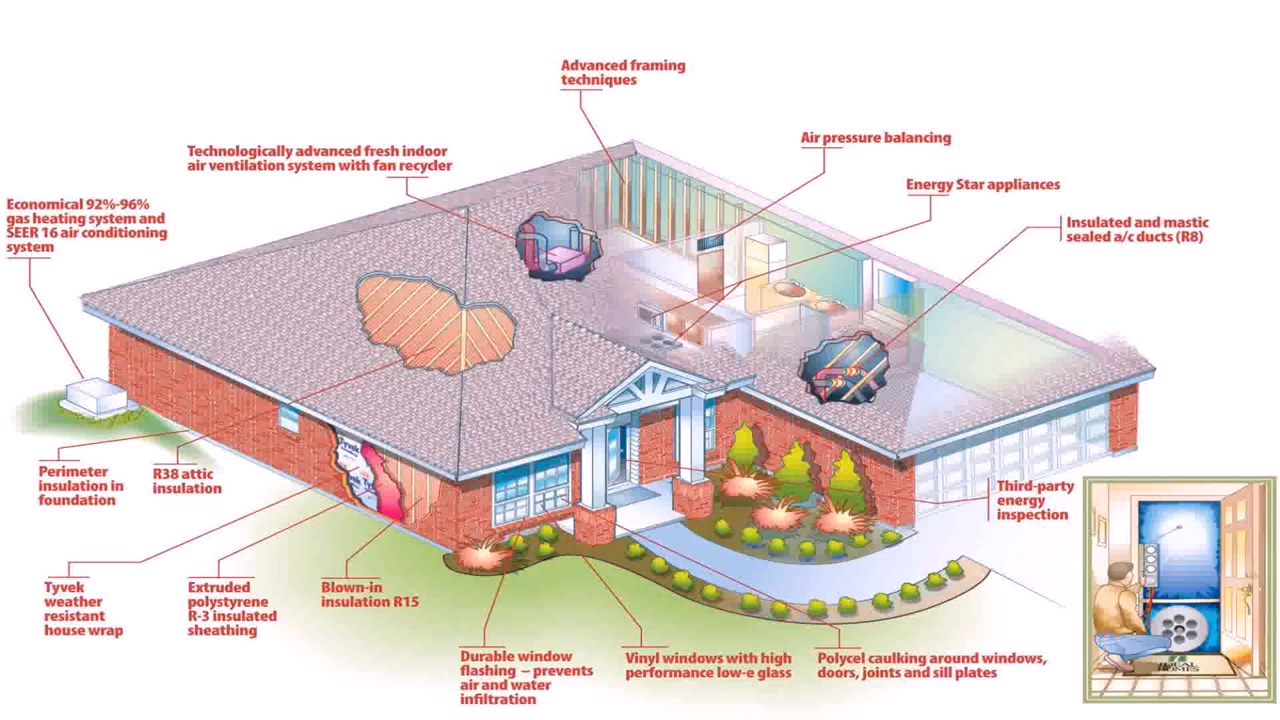 Advanced framing
techniques
Air pressure balancing
Technologically advanced fresh indoor
air ventilation system with fan recycler
Energy Star appliances
Economical 92%-96%
gas heating system and
SEER 16 air conditioning
system
Insulated and mastic
sealed a/c ducts (R8)
Tyvek
Perimeter
insulation in
foundation
R38 attic
insulation
Third-party
energy
inspection
Tyvek
weather
resistant
house wrap
Extruded
polystyrene
R-3 insulated
sheathing
Blown-in
insulation R15
Durable window
flashing – prevents
air and water
infiltration
Vinyl windows with high
performance low-e glass
Polycel caulking around windows,
doors, joints and sill plates
IDEAL
HOMES